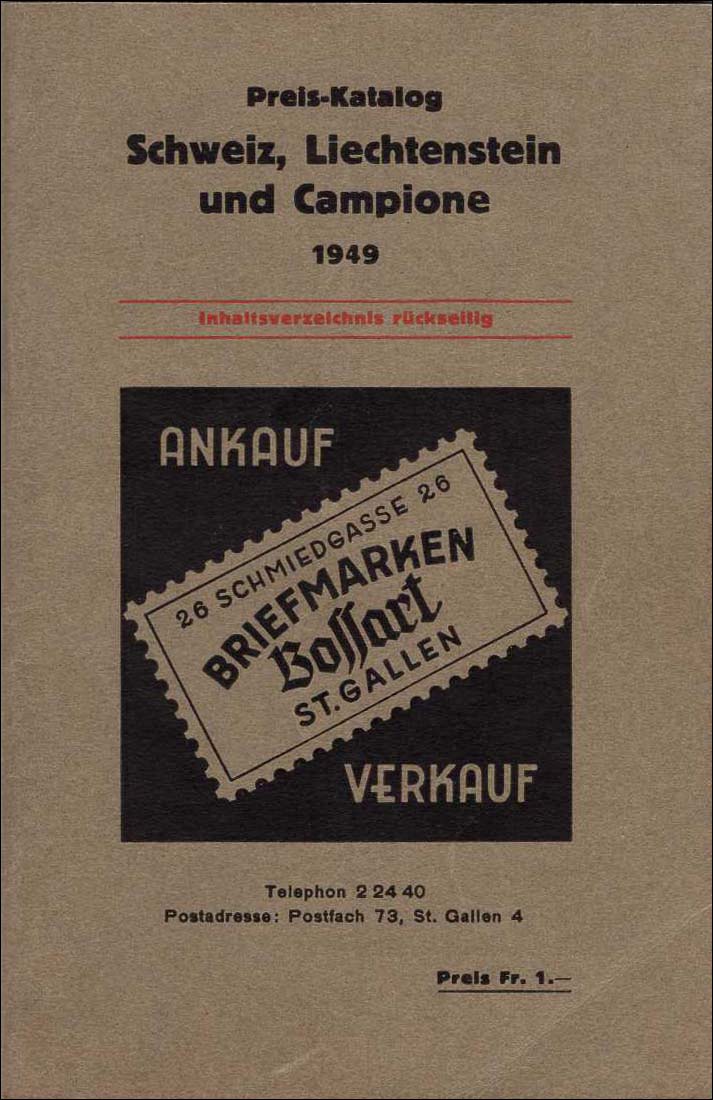 Preis-Katalog
Schweiz, Liechtenstein
und Campione
1949
Inhaltsverzeichnis rückseitig
ANKAUF
26 SCHMIEDGASSE 26
BRIEFMARKEN
Bossart
ST. GALLEN
VERKAUF
Telephon 2 24 40
Postadresse: Postfach 73, St. Gallen 4
Preis Fr. 1.—